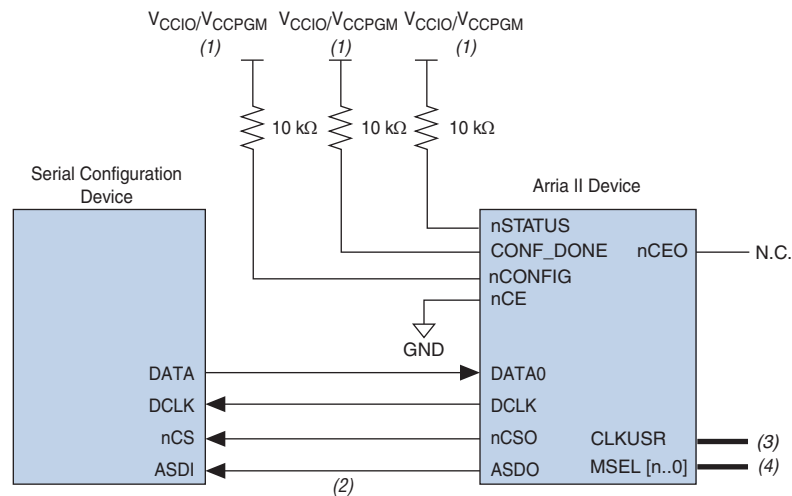 VCCIO/VCCPGM VCCIO/VCCPGM VCCIO/VCCPGM
(1) (1) (1)
10 kΩ 10 kΩ 10 kΩ
Serial Configuration
Device
Arria II Device
nSTATUS
CONF_DONE nCEO N.C.
nCONFIG
nCE
GND
DATA DATA0
DCLK DCLK
nCS nCSO CLKUSR (3)
ASDI (2) ASDO MSEL [n..0] (4)